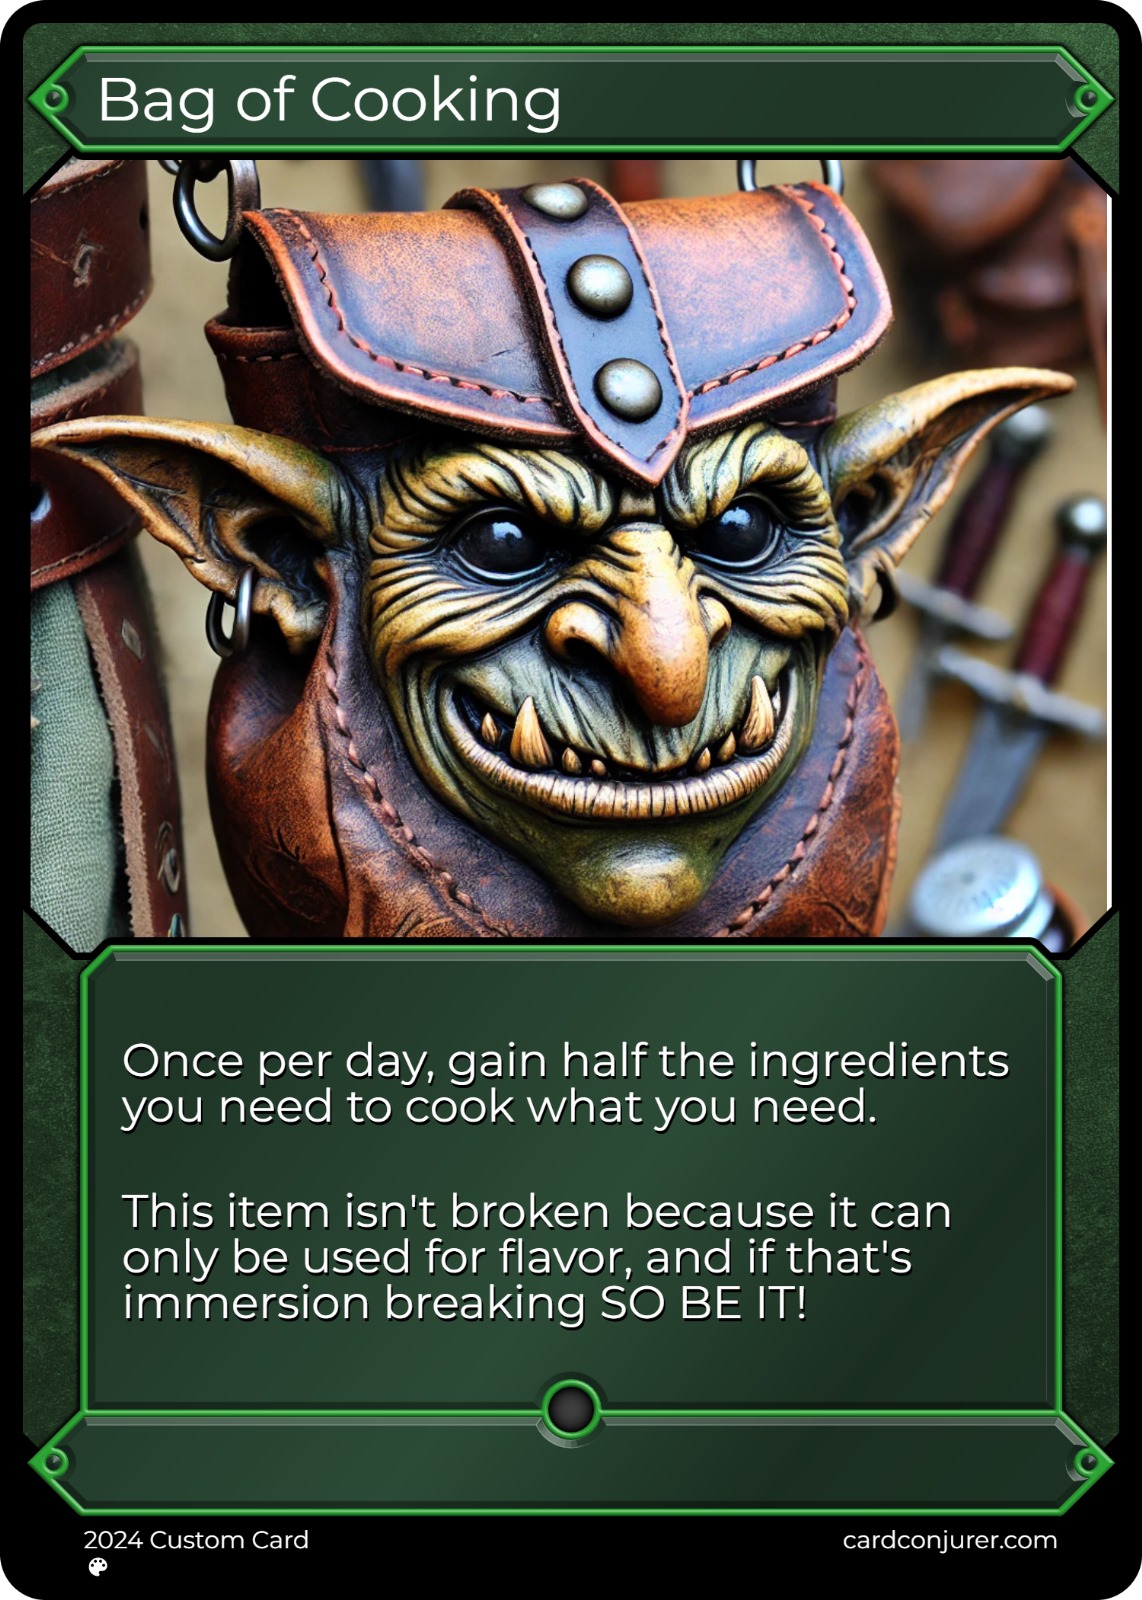 Bag of Cooking
Once per day, gain half the ingredients
you need to cook what you need.
This item isn't broken because it can
only be used for flavor, and if that's
immersion breaking SO BE IT!
2024 Custom Card
cardconjurer.com